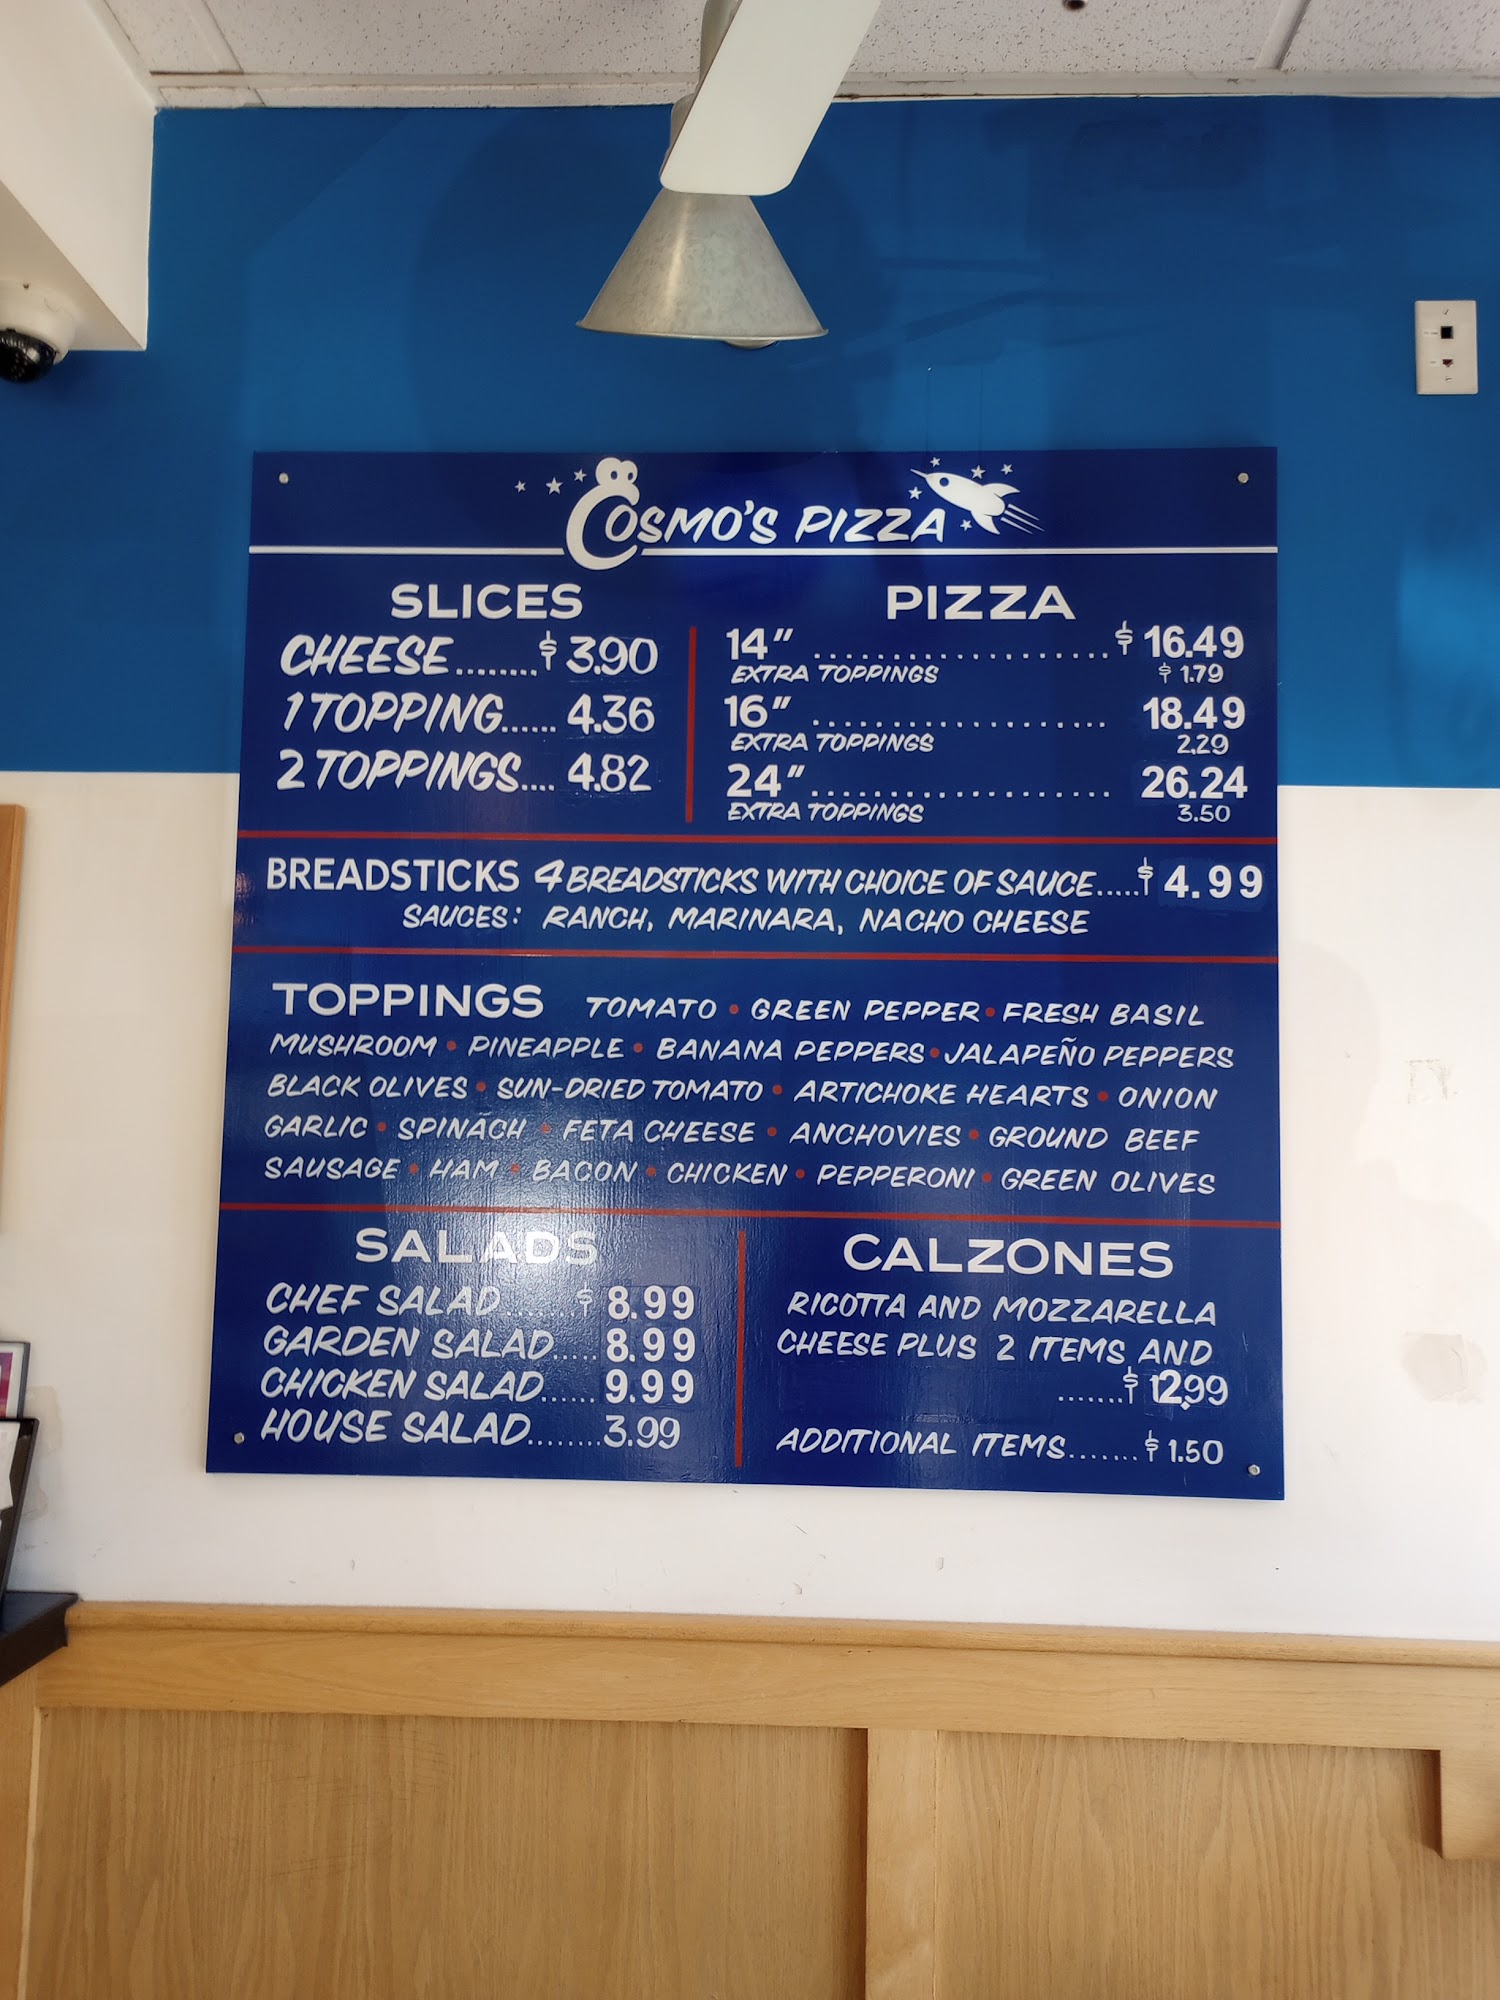 COSMO'S PIZZA
SLICES
CHEESE........$ 3.90
1 TOPPING...... 4.36
2 TOPPINGS.... 4.82
PIZZA
14" ................... $ 16.49
EXTRA TOPPINGS $ 1.79
16" ................... 18.49
EXTRA TOPPINGS 2.29
24" ................... 26.24
EXTRA TOPPINGS 3.50
BREADSTICKS 4 BREADSTICKS WITH CHOICE OF SAUCE.....$ 4.99
SAUCES: RANCH, MARINARA, NACHO CHEESE
TOPPINGS TOMATO • GREEN PEPPER • FRESH BASIL
MUSHROOM • PINEAPPLE • BANANA PEPPERS • JALAPEÑO PEPPERS
BLACK OLIVES • SUN-DRIED TOMATO • ARTICHOKE HEARTS • ONION
GARLIC • SPINACH • FETA CHEESE • ANCHOVIES • GROUND BEEF
SAUSAGE • HAM • BACON • CHICKEN • PEPPERONI • GREEN OLIVES
SALADS
CHEF SALAD.......$ 8.99
GARDEN SALAD..... 8.99
CHICKEN SALAD...... 9.99
HOUSE SALAD........ 3.99
CALZONES
RICOTTA AND MOZZARELLA
CHEESE PLUS 2 ITEMS AND
.......$ 12.99
ADDITIONAL ITEMS.......$ 1.50